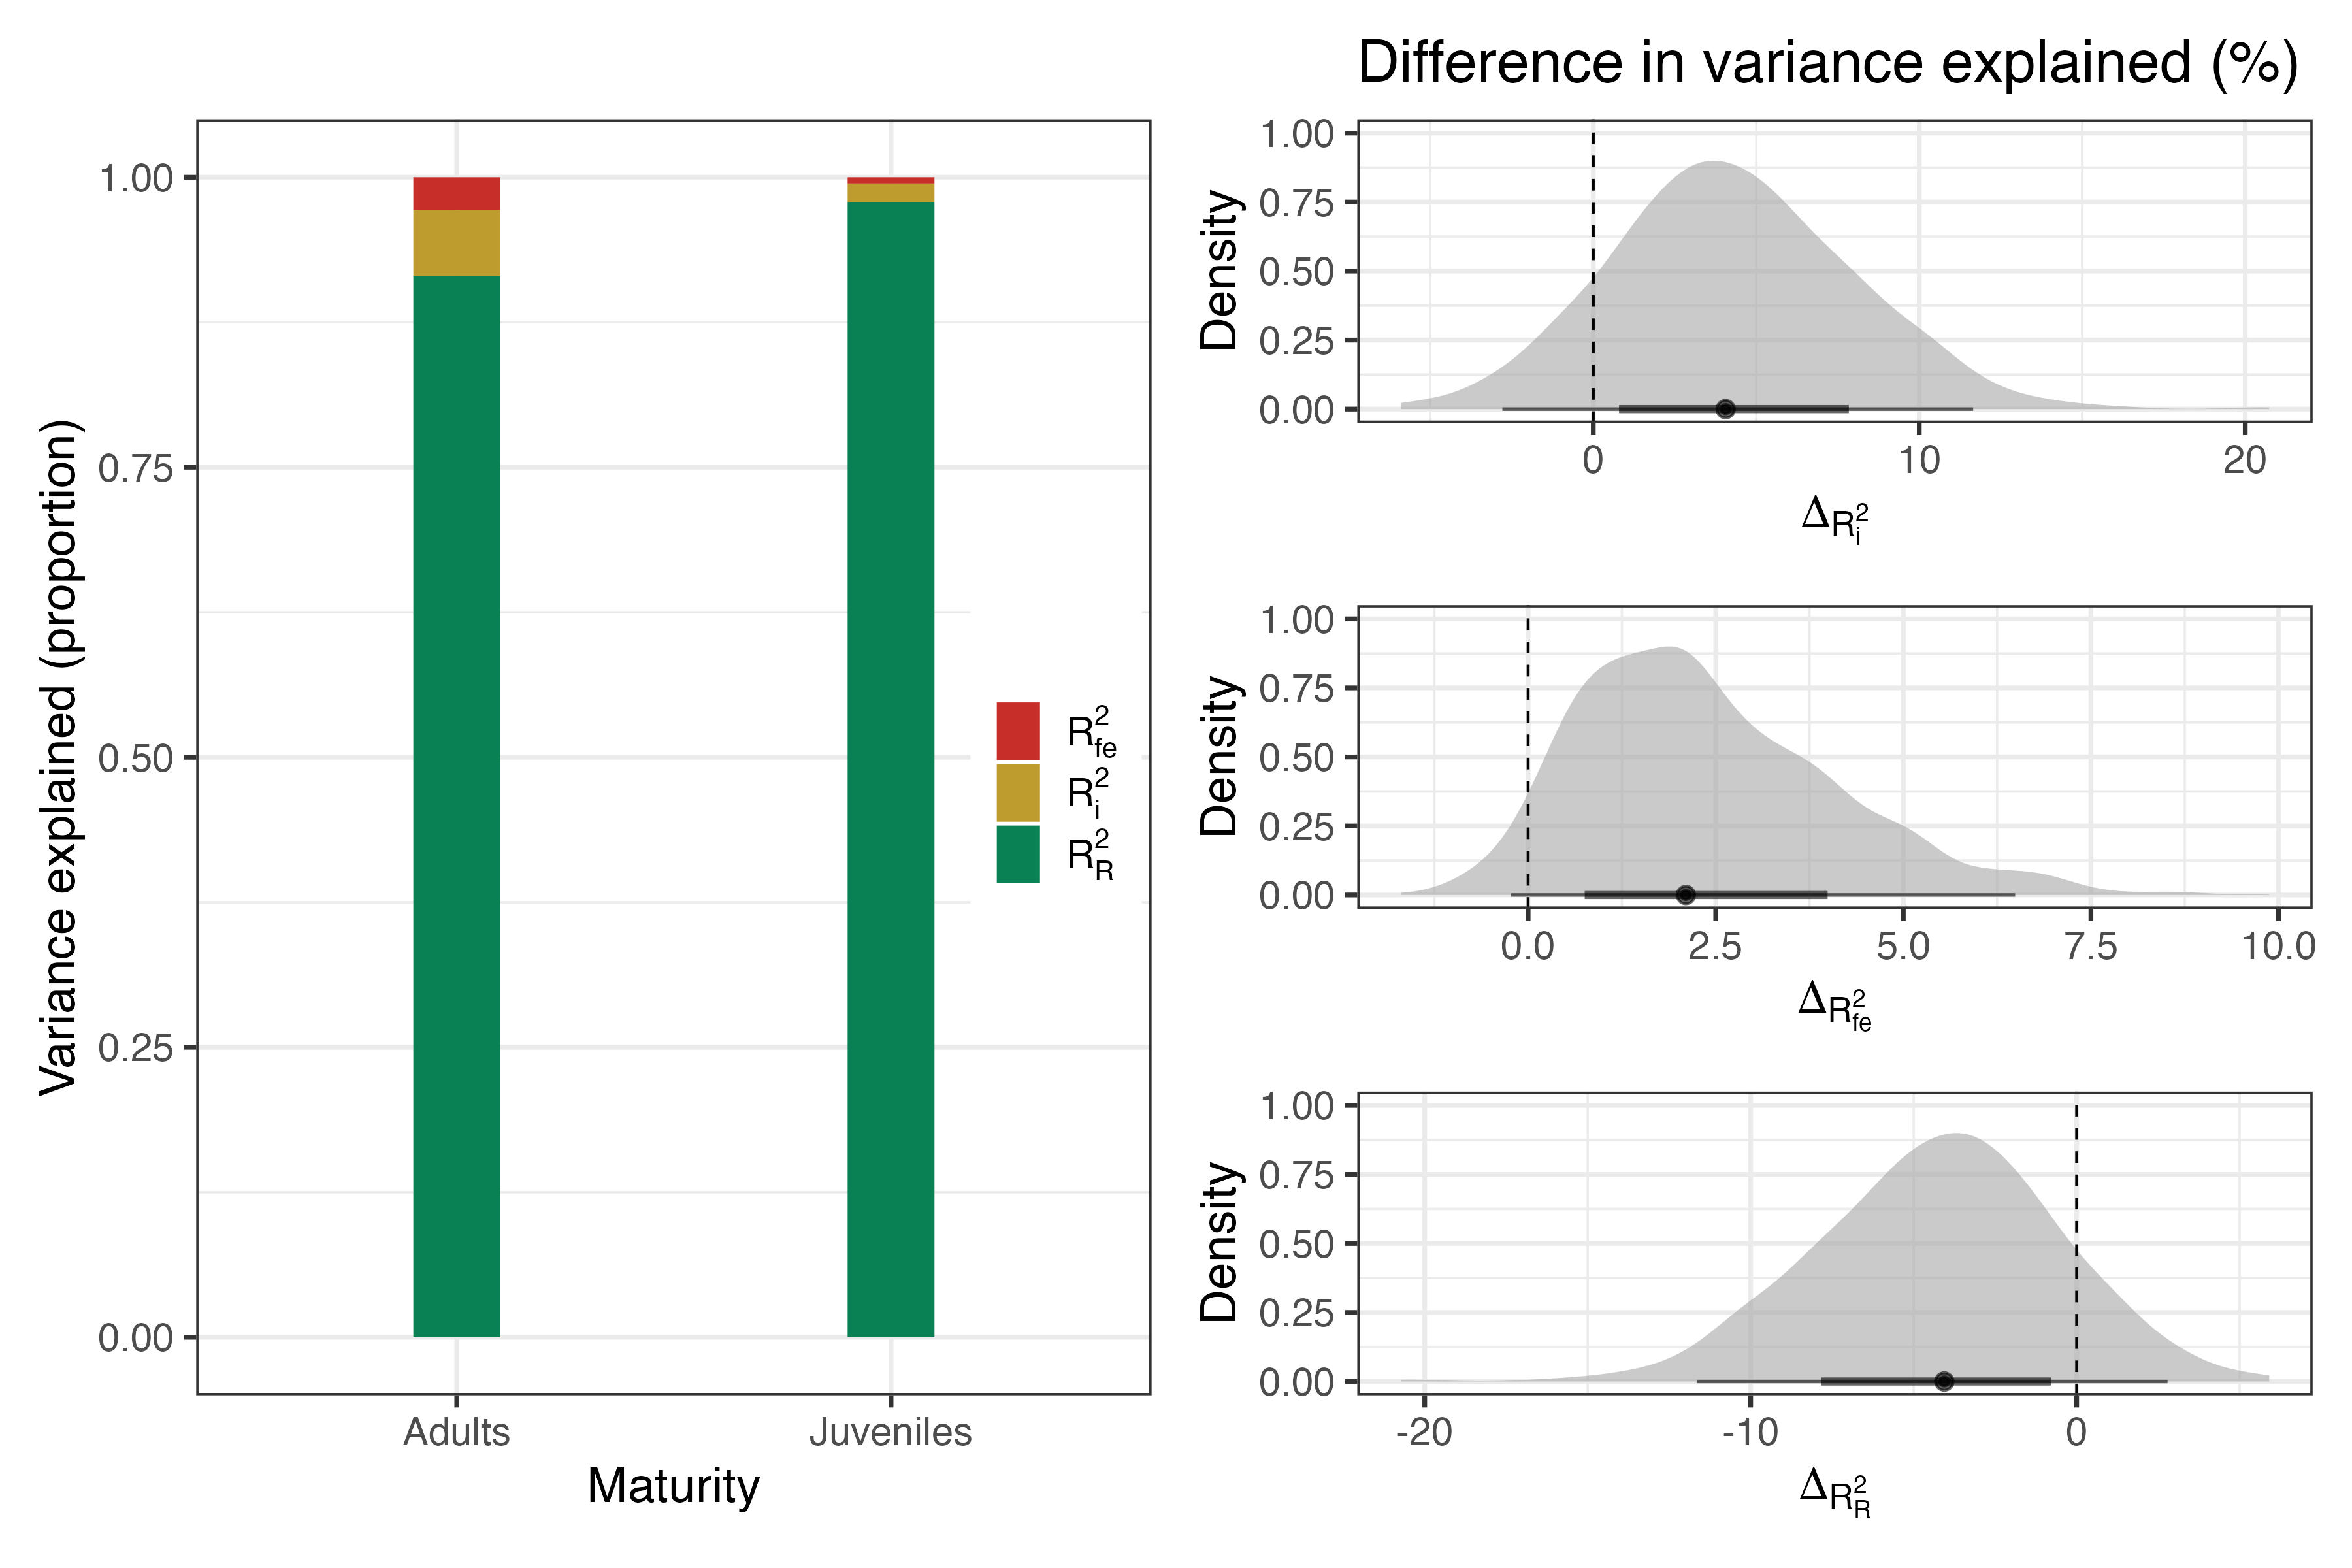 Variance explained (proportion)
1.00
0.75
0.50
0.25
0.00
Adults
Juveniles
Maturity
R²fe
R²i
R²R
Difference in variance explained (%)
Density
1.00
0.75
0.50
0.25
0.00
0
10
20
ΔR²i
Density
1.00
0.75
0.50
0.25
0.00
0.0
2.5
5.0
7.5
10.0
ΔR²fe
Density
1.00
0.75
0.50
0.25
0.00
-20
-10
0
ΔR²R